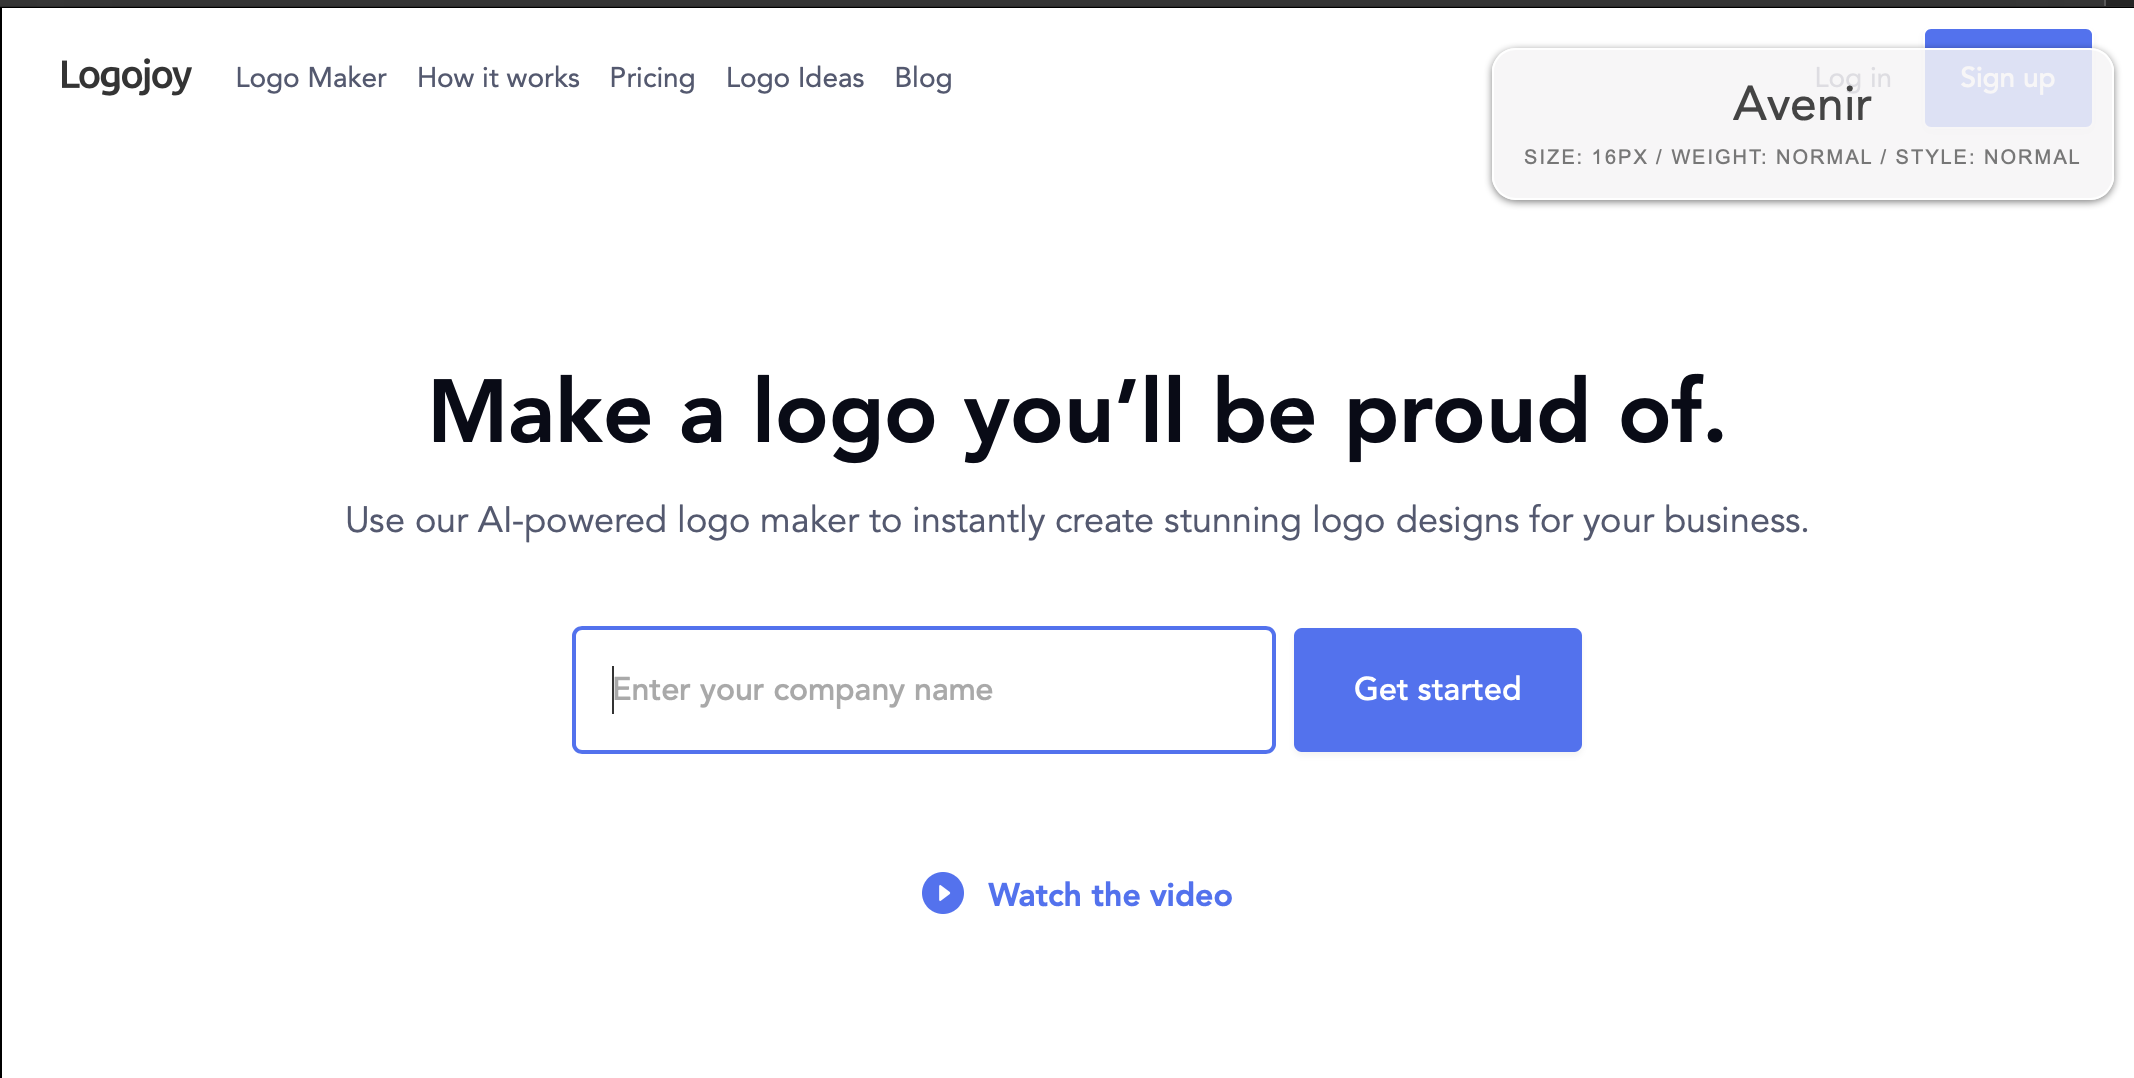 Logojoy Logo Maker How it works Pricing Logo Ideas Blog Log in Sign up
Avenir
SIZE: 16PX / WEIGHT: NORMAL / STYLE: NORMAL
Make a logo you’ll be proud of.
Use our AI-powered logo maker to instantly create stunning logo designs for your business.
Enter your company name Get started
Watch the video